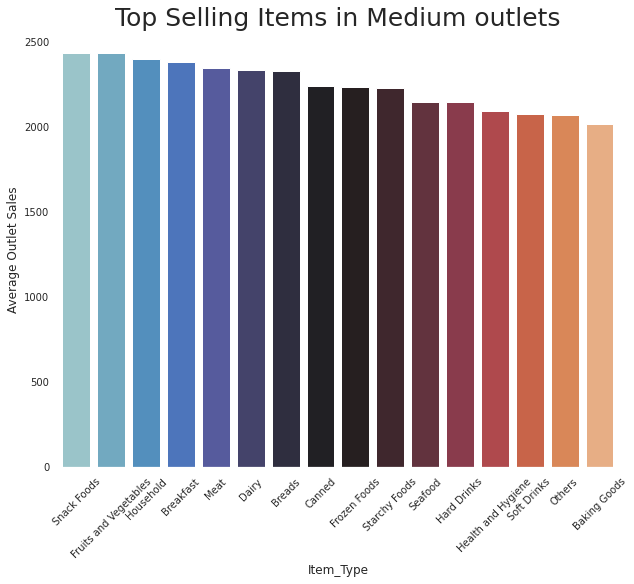 Top Selling Items in Medium outlets
2500
2000
1500
1000
500
0
Average Outlet Sales
Snack Foods
Fruits and Vegetables
Household
Breakfast
Meat
Dairy
Breads
Canned
Frozen Foods
Starchy Foods
Seafood
Hard Drinks
Health and Hygiene
Soft Drinks
Others
Baking Goods
Item_Type